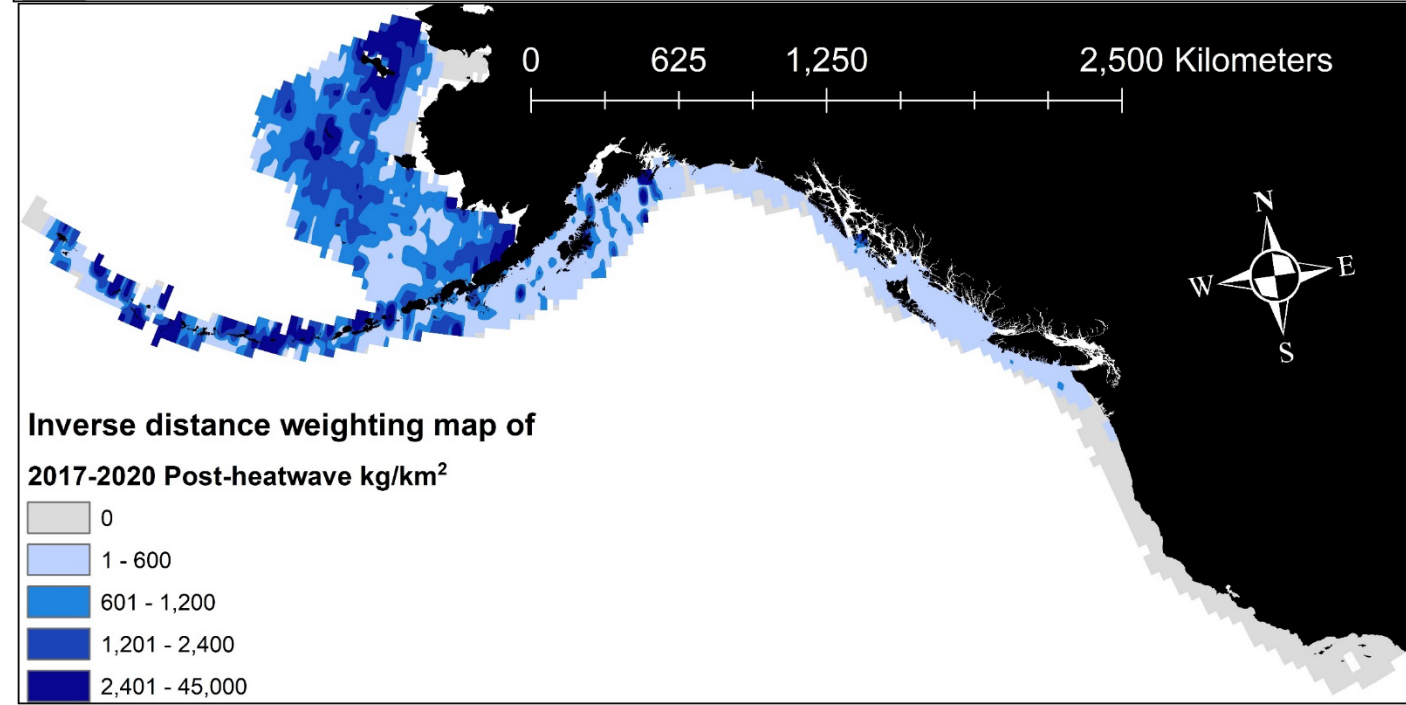 0 625 1,250 2,500 Kilometers
N
W E
S
Inverse distance weighting map of
2017-2020 Post-heatwave kg/km²
0
1 - 600
601 - 1,200
1,201 - 2,400
2,401 - 45,000